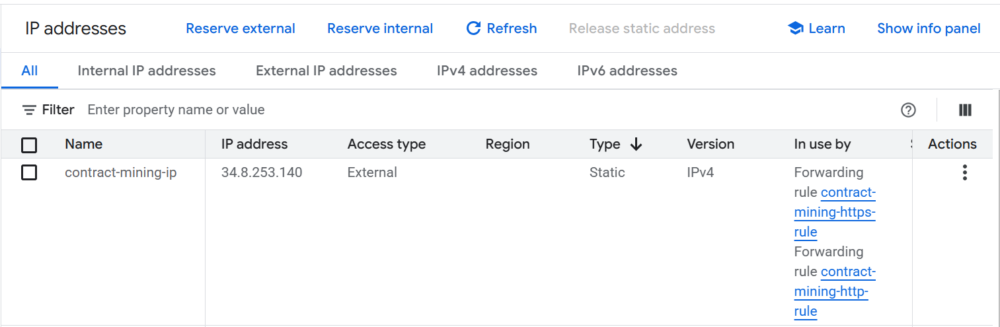 IP addresses Reserve external Reserve internal Refresh Release static address Learn Show info panel
All Internal IP addresses External IP addresses IPv4 addresses IPv6 addresses
Filter Enter property name or value
Name IP address Access type Region Type Version In use by Actions
contract-mining-ip 34.8.253.140 External Static IPv4 Forwarding
rule contract-
mining-https-
rule
Forwarding
rule contract-
mining-http-
rule